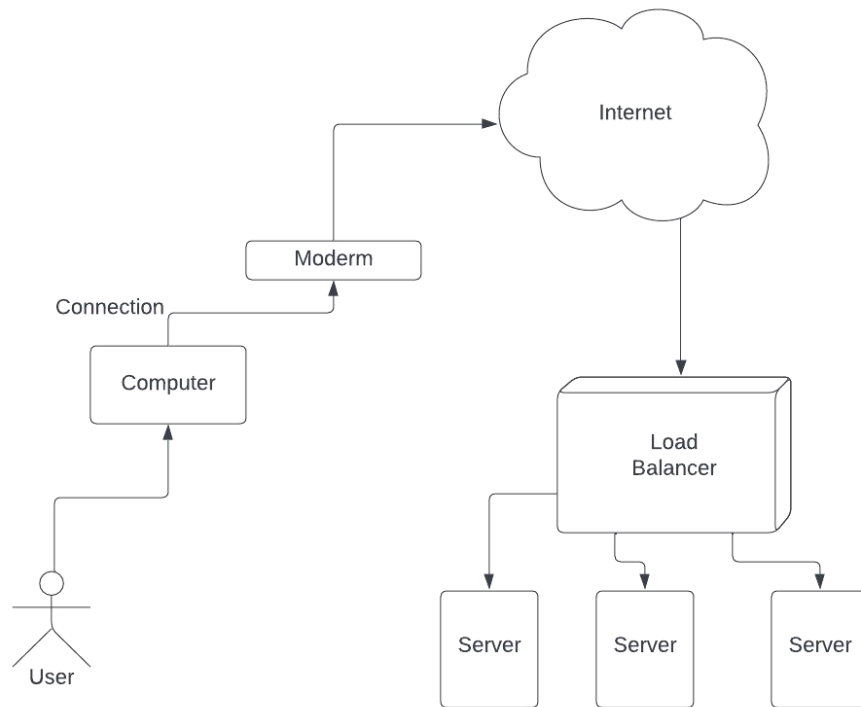 Internet
Moderm
Connection
Computer
Load
Balancer
Server
Server
Server
User